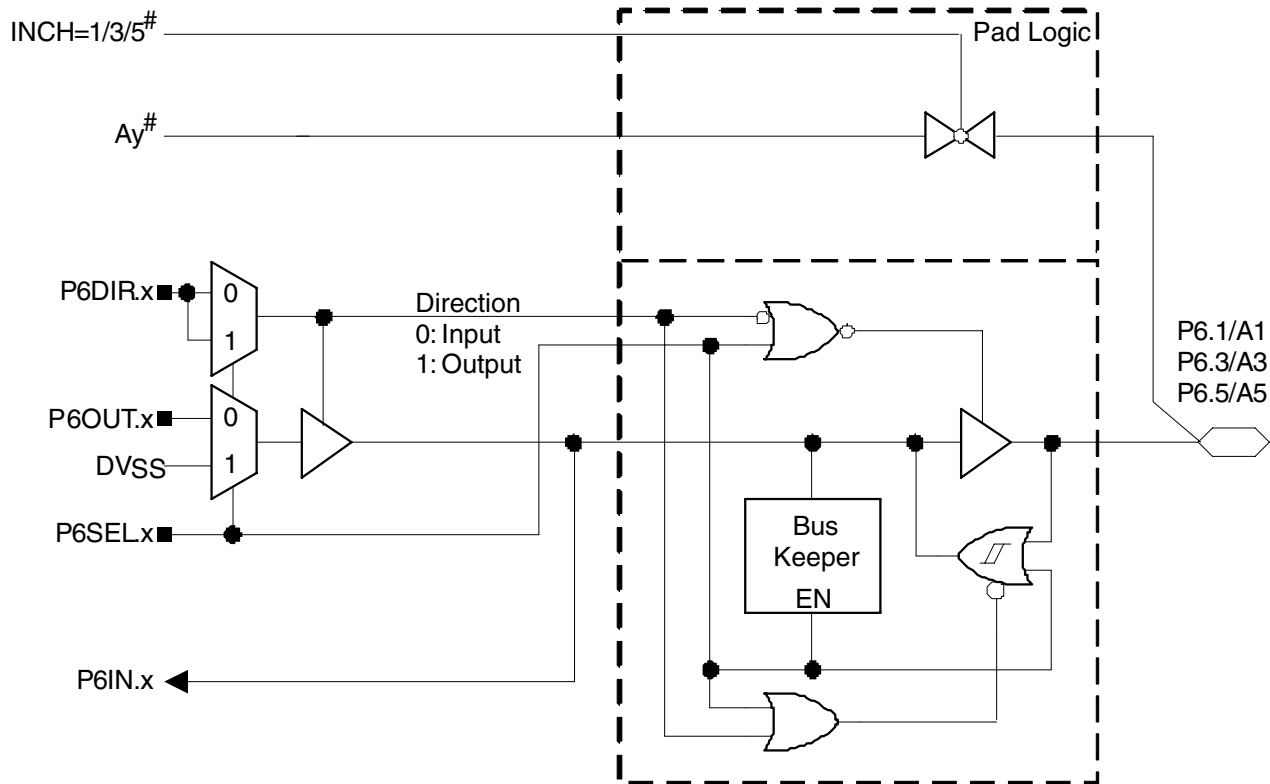 INCH=1/3/5#
Pad Logic
Ay#
P6DIR.x
0
1
Direction
0: Input
1: Output
P6.1/A1
P6.3/A3
P6.5/A5
P6OUT.x
0
DVSS
1
P6SEL.x
Bus
Keeper
EN
P6IN.x